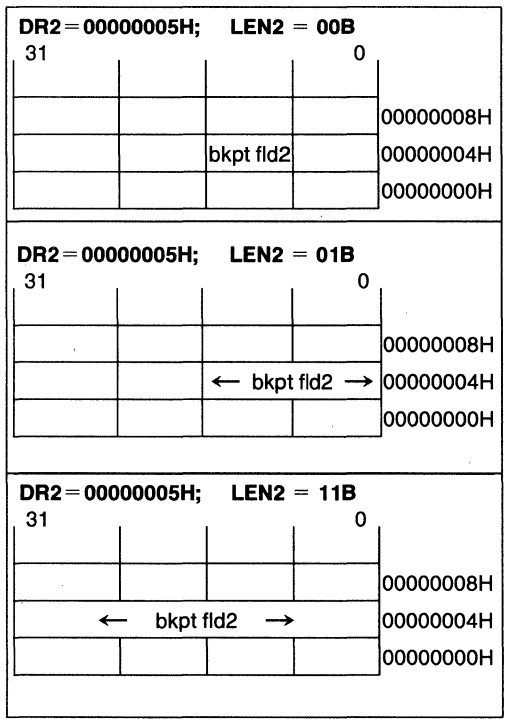 DR2=00000005H; LEN2 = 00B
31 0
00000008H
bkpt fld2 00000004H
00000000H
DR2=00000005H; LEN2 = 01B
31 0
00000008H
← bkpt fld2 → 00000004H
00000000H
DR2=00000005H; LEN2 = 11B
31 0
00000008H
← bkpt fld2 → 00000004H
00000000H